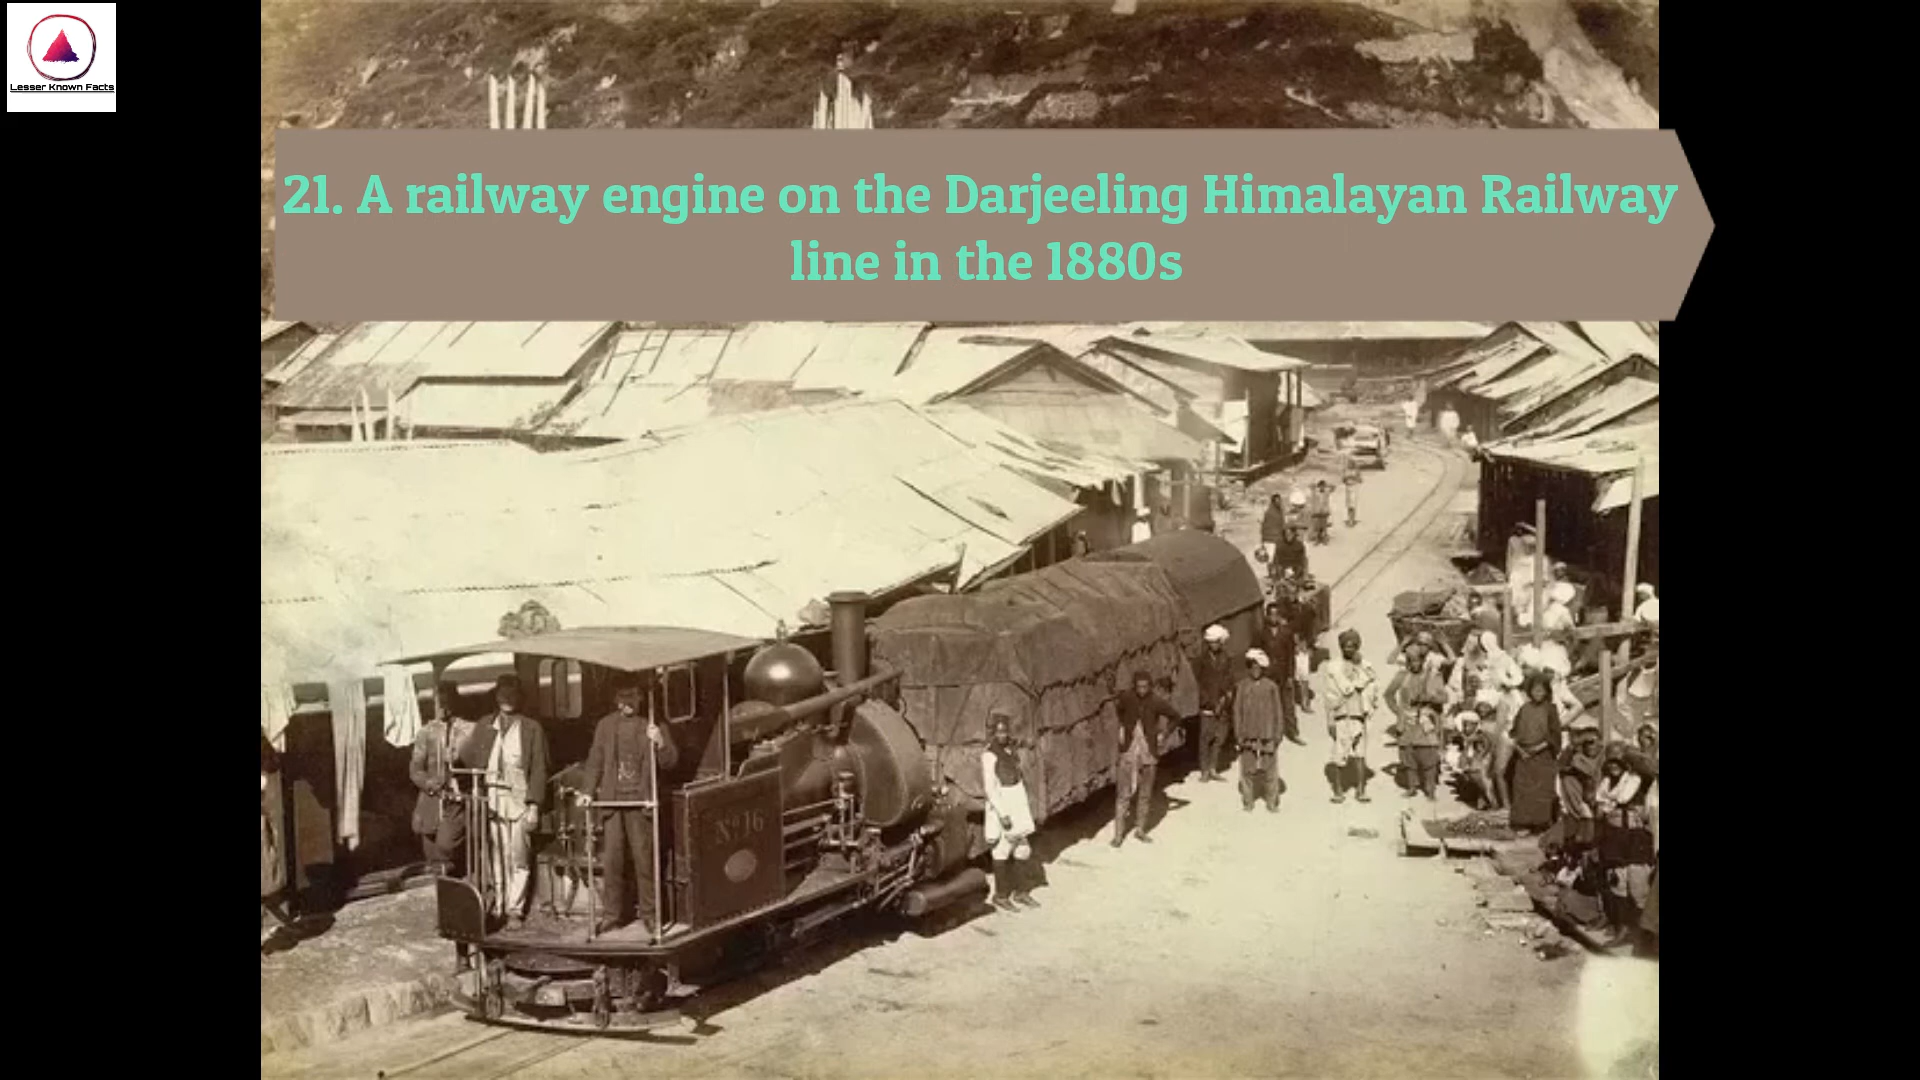 Lesser Known Facts
21. A railway engine on the Darjeeling Himalayan Railway
line in the 1880s
Nº 16